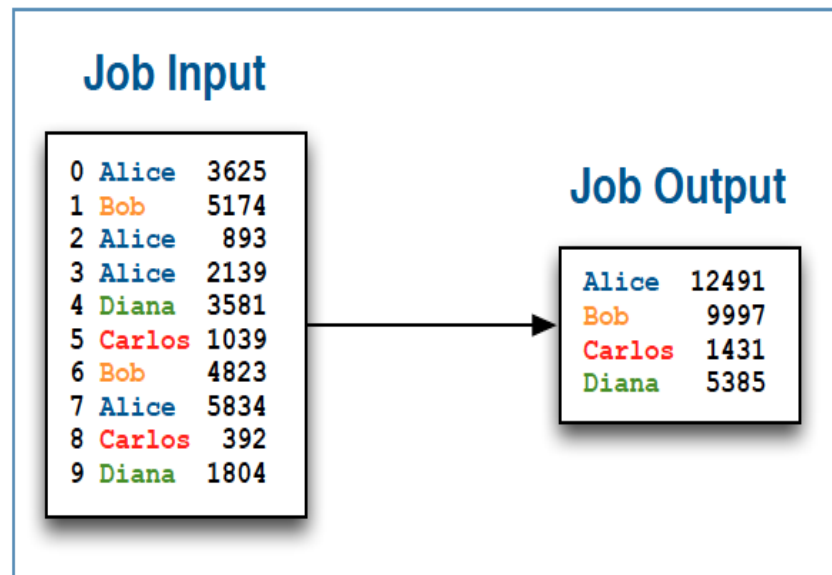 Job Input
0 Alice 3625
1 Bob 5174
2 Alice 893
3 Alice 2139
4 Diana 3581
5 Carlos 1039
6 Bob 4823
7 Alice 5834
8 Carlos 392
9 Diana 1804
Job Output
Alice 12491
Bob 9997
Carlos 1431
Diana 5385